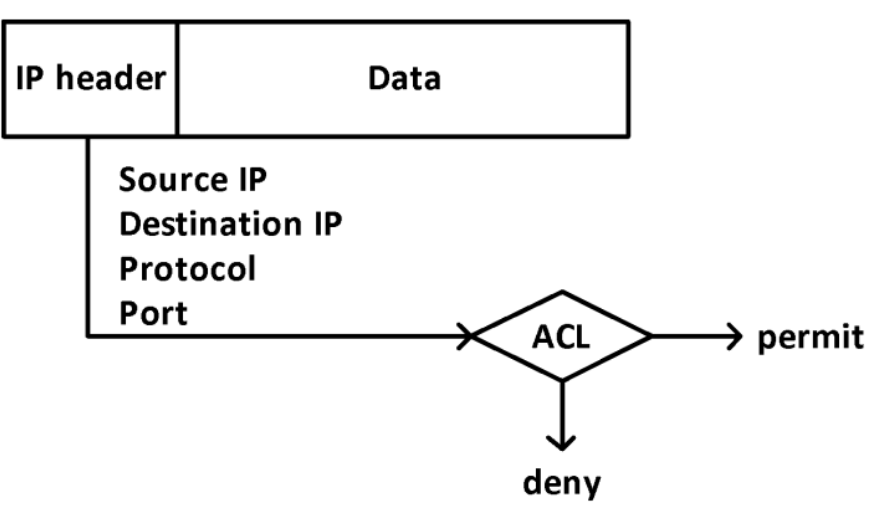 IP header
Data
Source IP
Destination IP
Protocol
Port
ACL
permit
deny